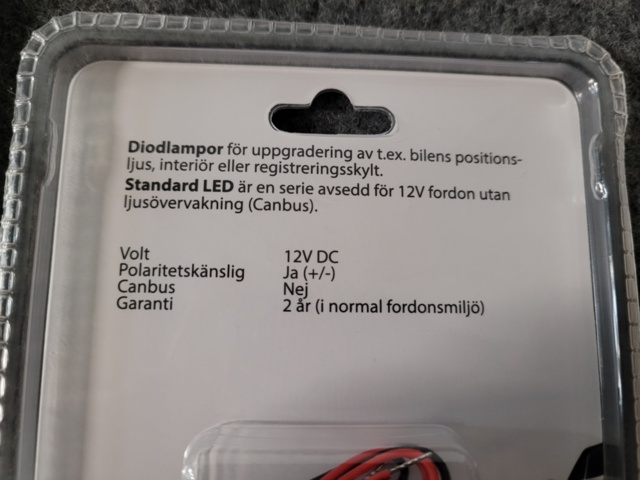 Diodlampor för uppgradering av t.ex. bilens positions-
ljus, interiör eller registreringsskylt.
Standard LED är en serie avsedd för 12V fordon utan
ljusövervakning (Canbus).
Volt 12V DC
Polaritetskänslig Ja (+/-)
Canbus Nej
Garanti 2 år (i normal fordonsmiljö)